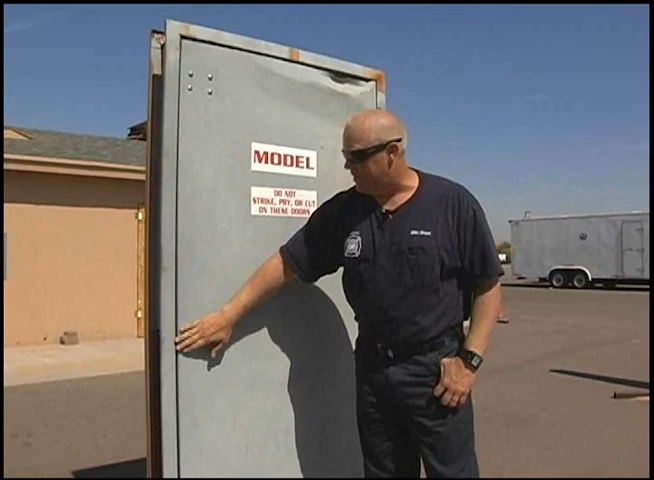 MODEL
DO NOT
STRIKE, PRY, OR CUT
ON THESE DOORS